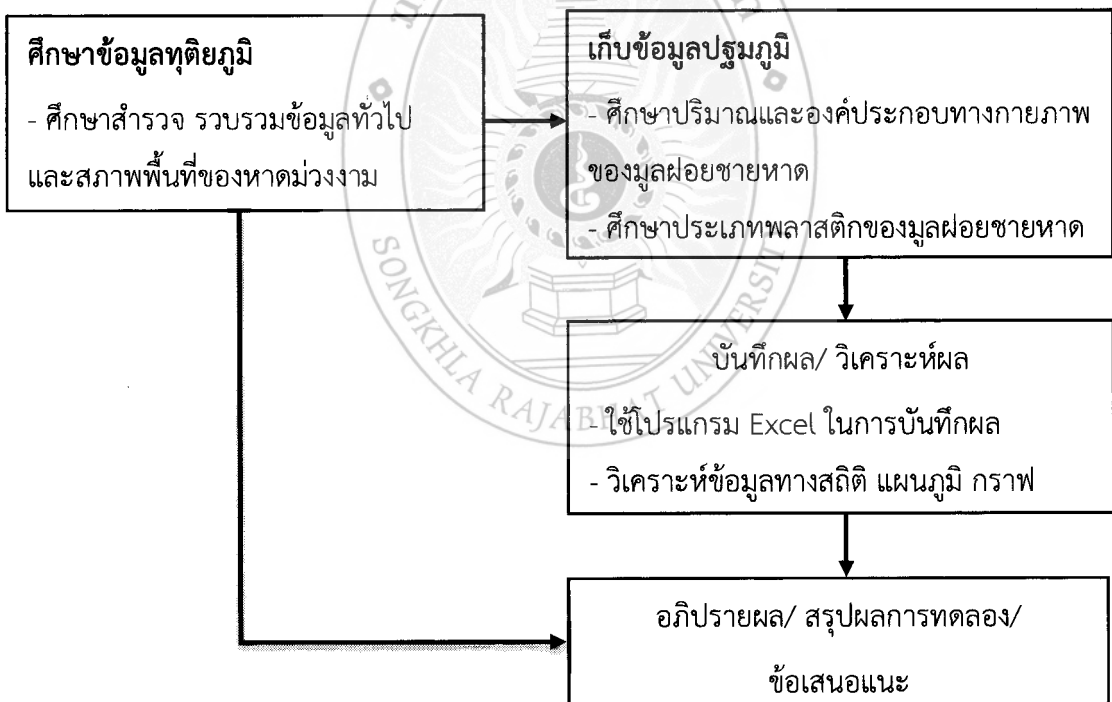 ศึกษาข้อมูลทุติยภูมิ
- ศึกษาสำรวจ รวบรวมข้อมูลทั่วไป
และสภาพพื้นที่ของหาดม่วงงาม
เก็บข้อมูลปฐมภูมิ
- ศึกษาปริมาณและองค์ประกอบทางกายภาพ
ของมูลฝอยชายหาด
- ศึกษาประเภทพลาสติกของมูลฝอยชายหาด
บันทึกผล/ วิเคราะห์ผล
- ใช้โปรแกรม Excel ในการบันทึกผล
- วิเคราะห์ข้อมูลทางสถิติ แผนภูมิ กราฟ
อภิปรายผล/ สรุปผลการทดลอง/
ข้อเสนอแนะ
SONGKHLA RAJABHAT UNIVERSIT